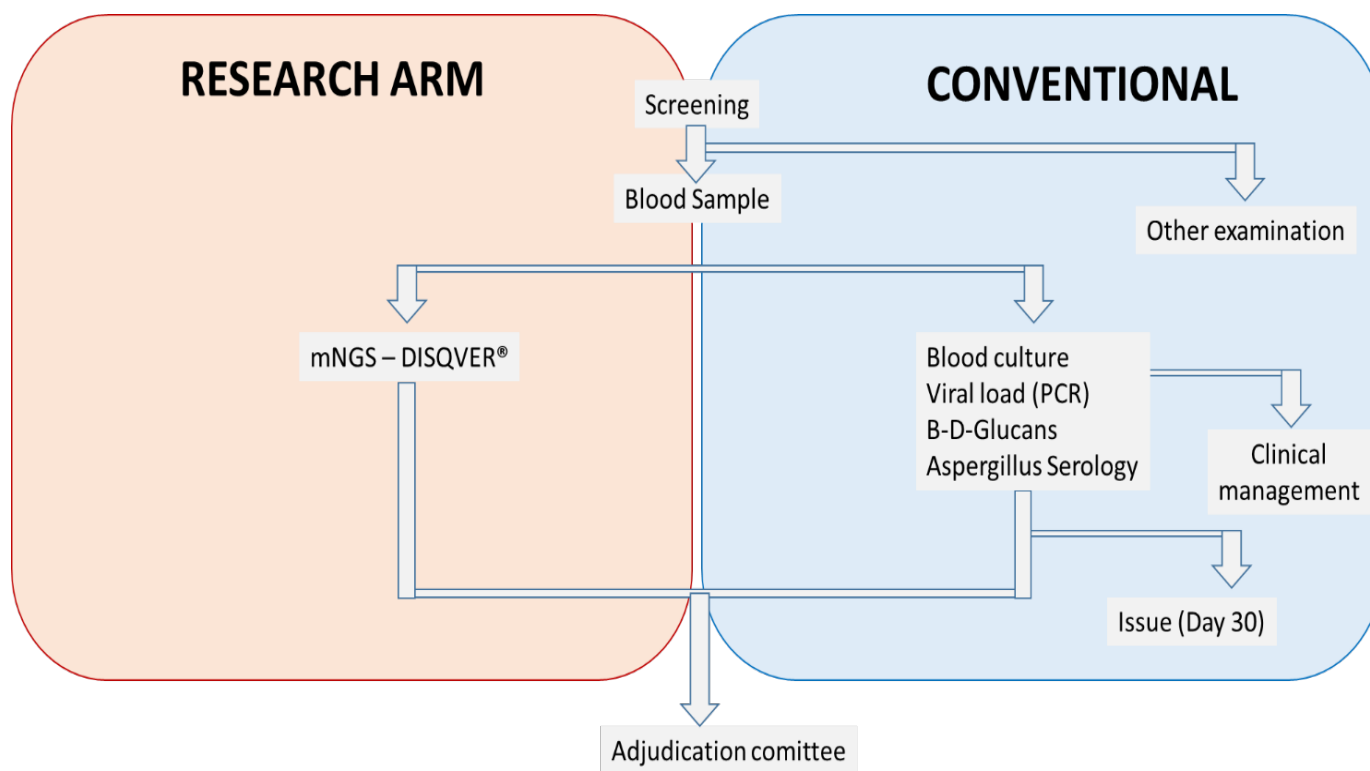 RESEARCH ARM
CONVENTIONAL
Screening
Blood Sample
Other examination
mNGS – DISQVER®
Blood culture
Viral load (PCR)
B-D-Glucans
Aspergillus Serology
Clinical
management
Issue (Day 30)
Adjudication comittee